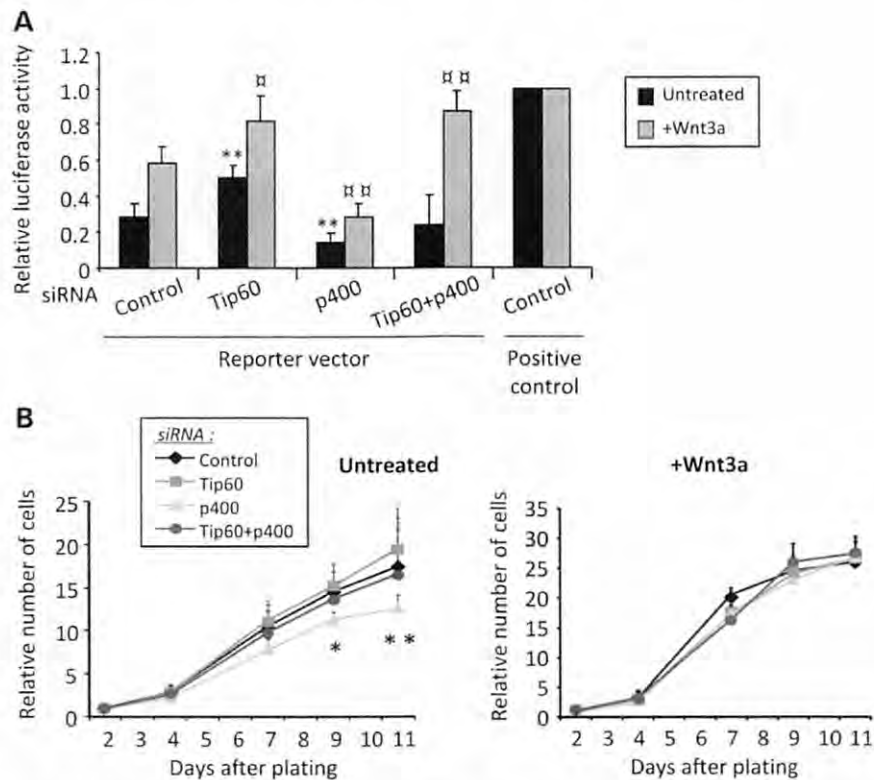 A
Relative luciferase activity
1.2
1.0
0.8
0.6
0.4
0.2
0
¤
¤ ¤
**
¤ ¤
**
Untreated
+Wnt3a
siRNA
Control
Tip60
p400
Tip60+p400
Control
Reporter vector
Positive
control
B
siRNA :
Control
Tip60
p400
Tip60+p400
Untreated
Relative number of cells
25
20
15
10
5
0
*
* *
2 3 4 5 6 7 8 9 10 11
Days after plating
+Wnt3a
Relative number of cells
35
30
25
20
15
10
5
0
2 3 4 5 6 7 8 9 10 11
Days after plating